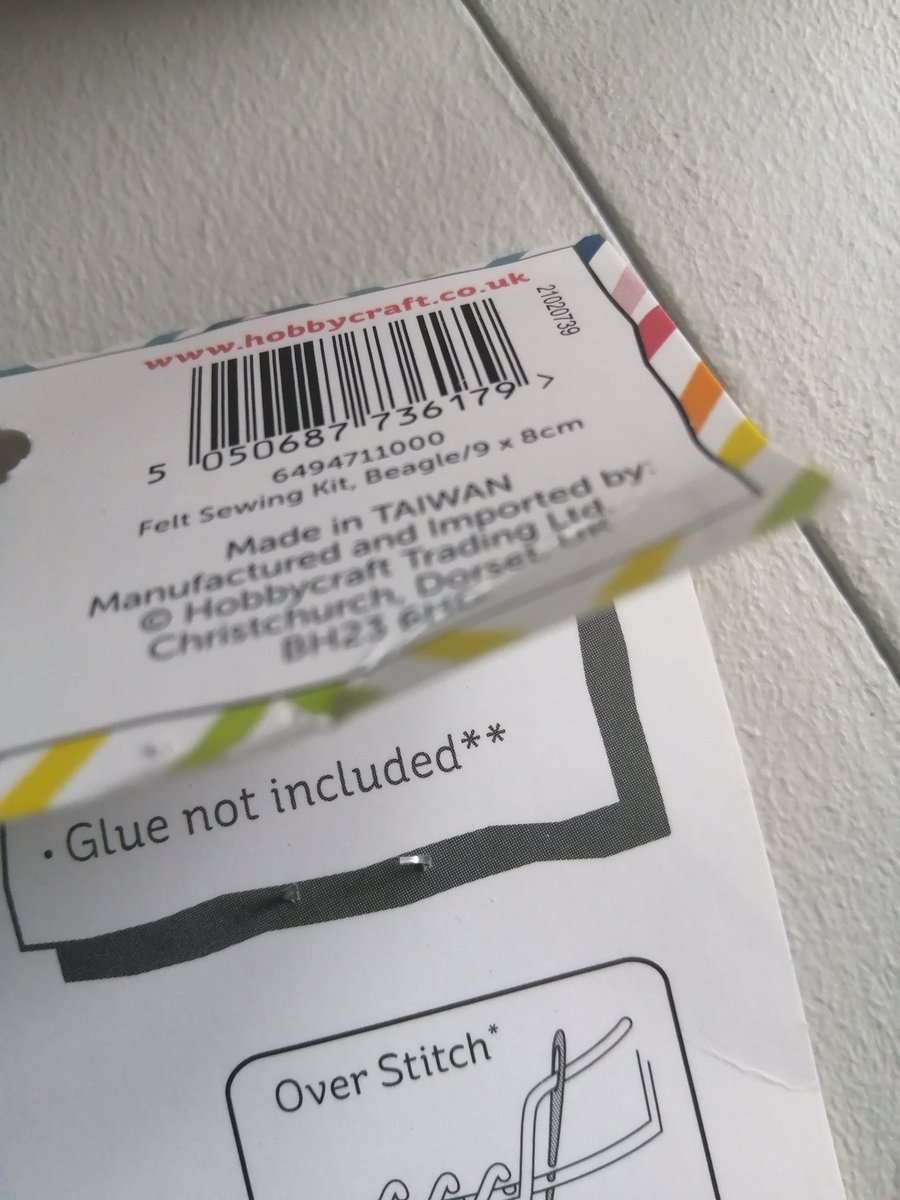 www.hobbycraft.co.uk
21020739
5 050687 736179 >
6494711000
Felt Sewing Kit, Beagle/9 x 8cm
Made in TAIWAN
Manufactured and Imported by:
© Hobbycraft Trading Ltd.
Christchurch, Dorset. UK
BH23
· Glue not included**
Over Stitch*